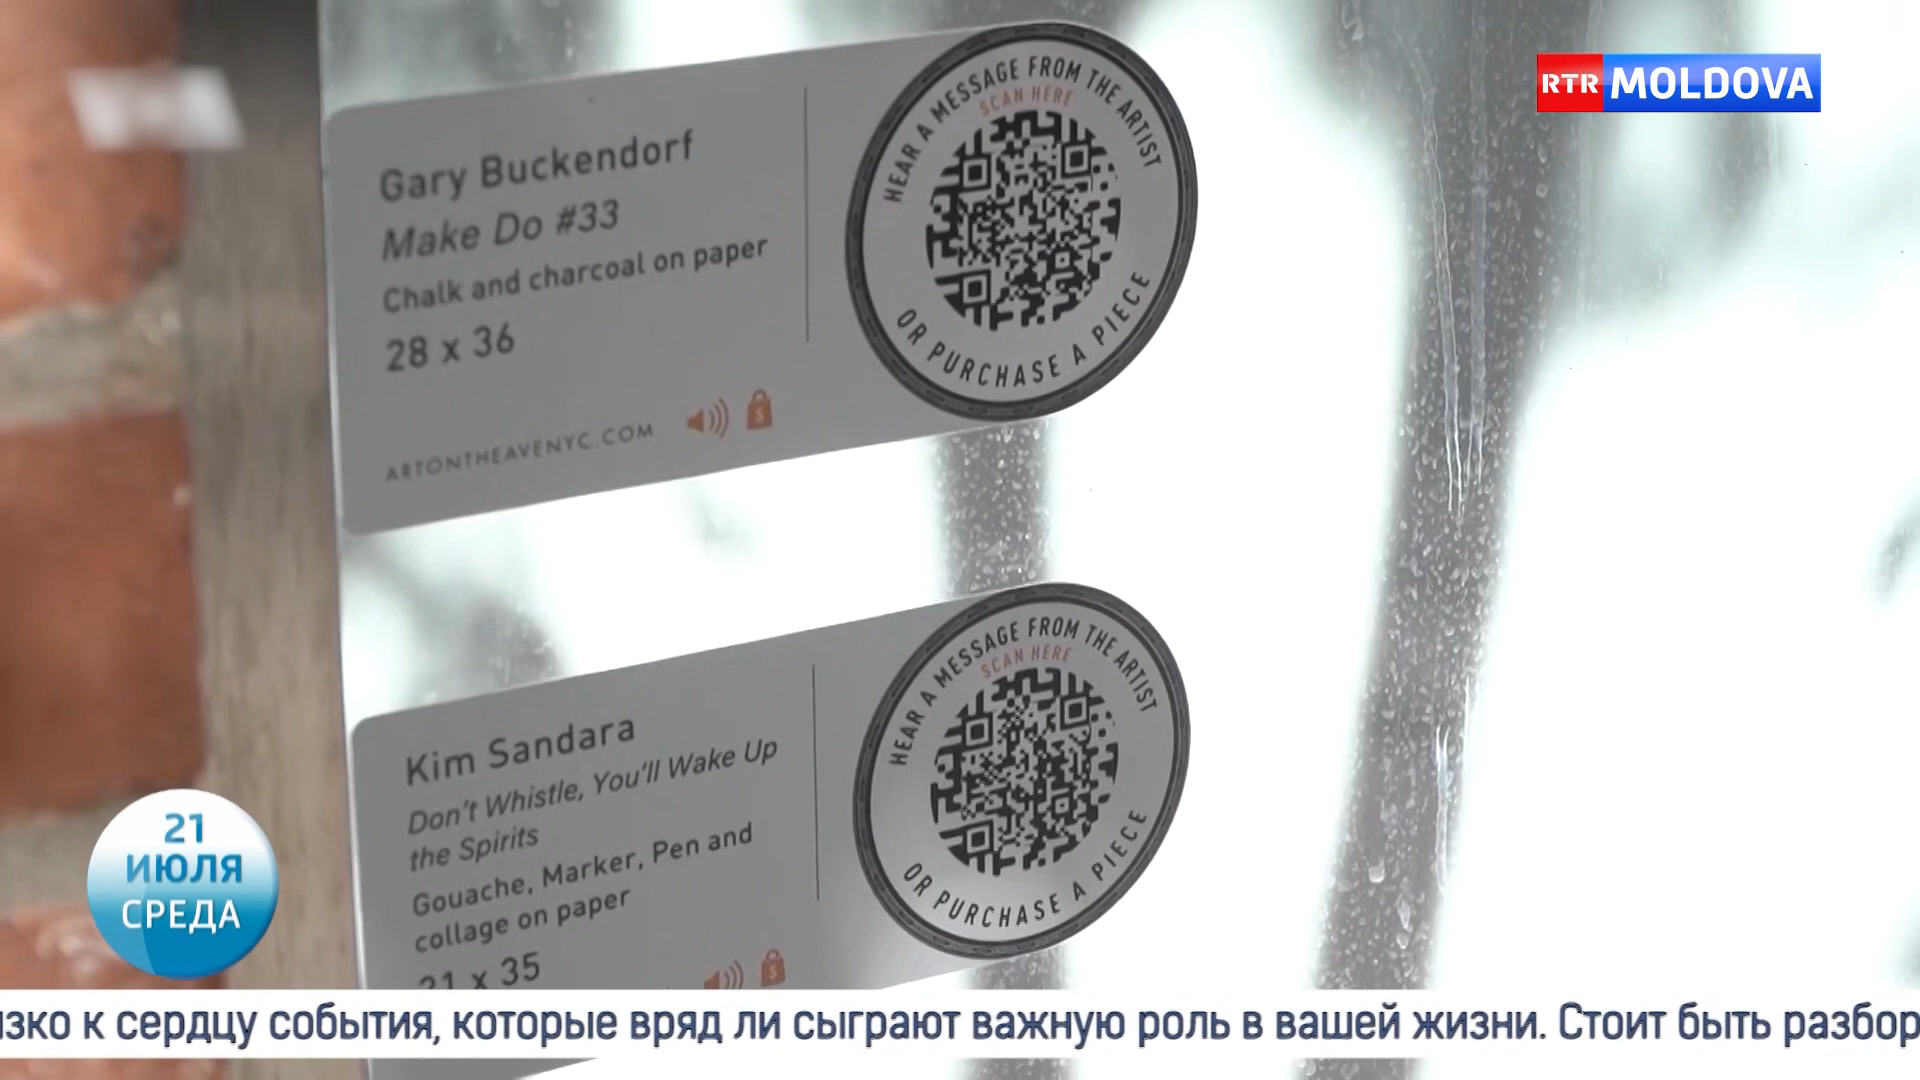 RTR MOLDOVA
Gary Buckendorf
Make Do #33
Chalk and charcoal on paper
28 x 36
ARTONTHEAVENYC.COM
HEAR A MESSAGE FROM THE ARTIST
SCAN HERE
OR PURCHASE A PIECE
Kim Sandara
Don't Whistle, You'll Wake Up
the Spirits
Gouache, Marker, Pen and
collage on paper
21 x 35
HEAR A MESSAGE FROM THE ARTIST
SCAN HERE
OR PURCHASE A PIECE
21
ИЮЛЯ
СРЕДА
к сердцу события, которые вряд ли сыграют важную роль в вашей жизни. Стоит быть